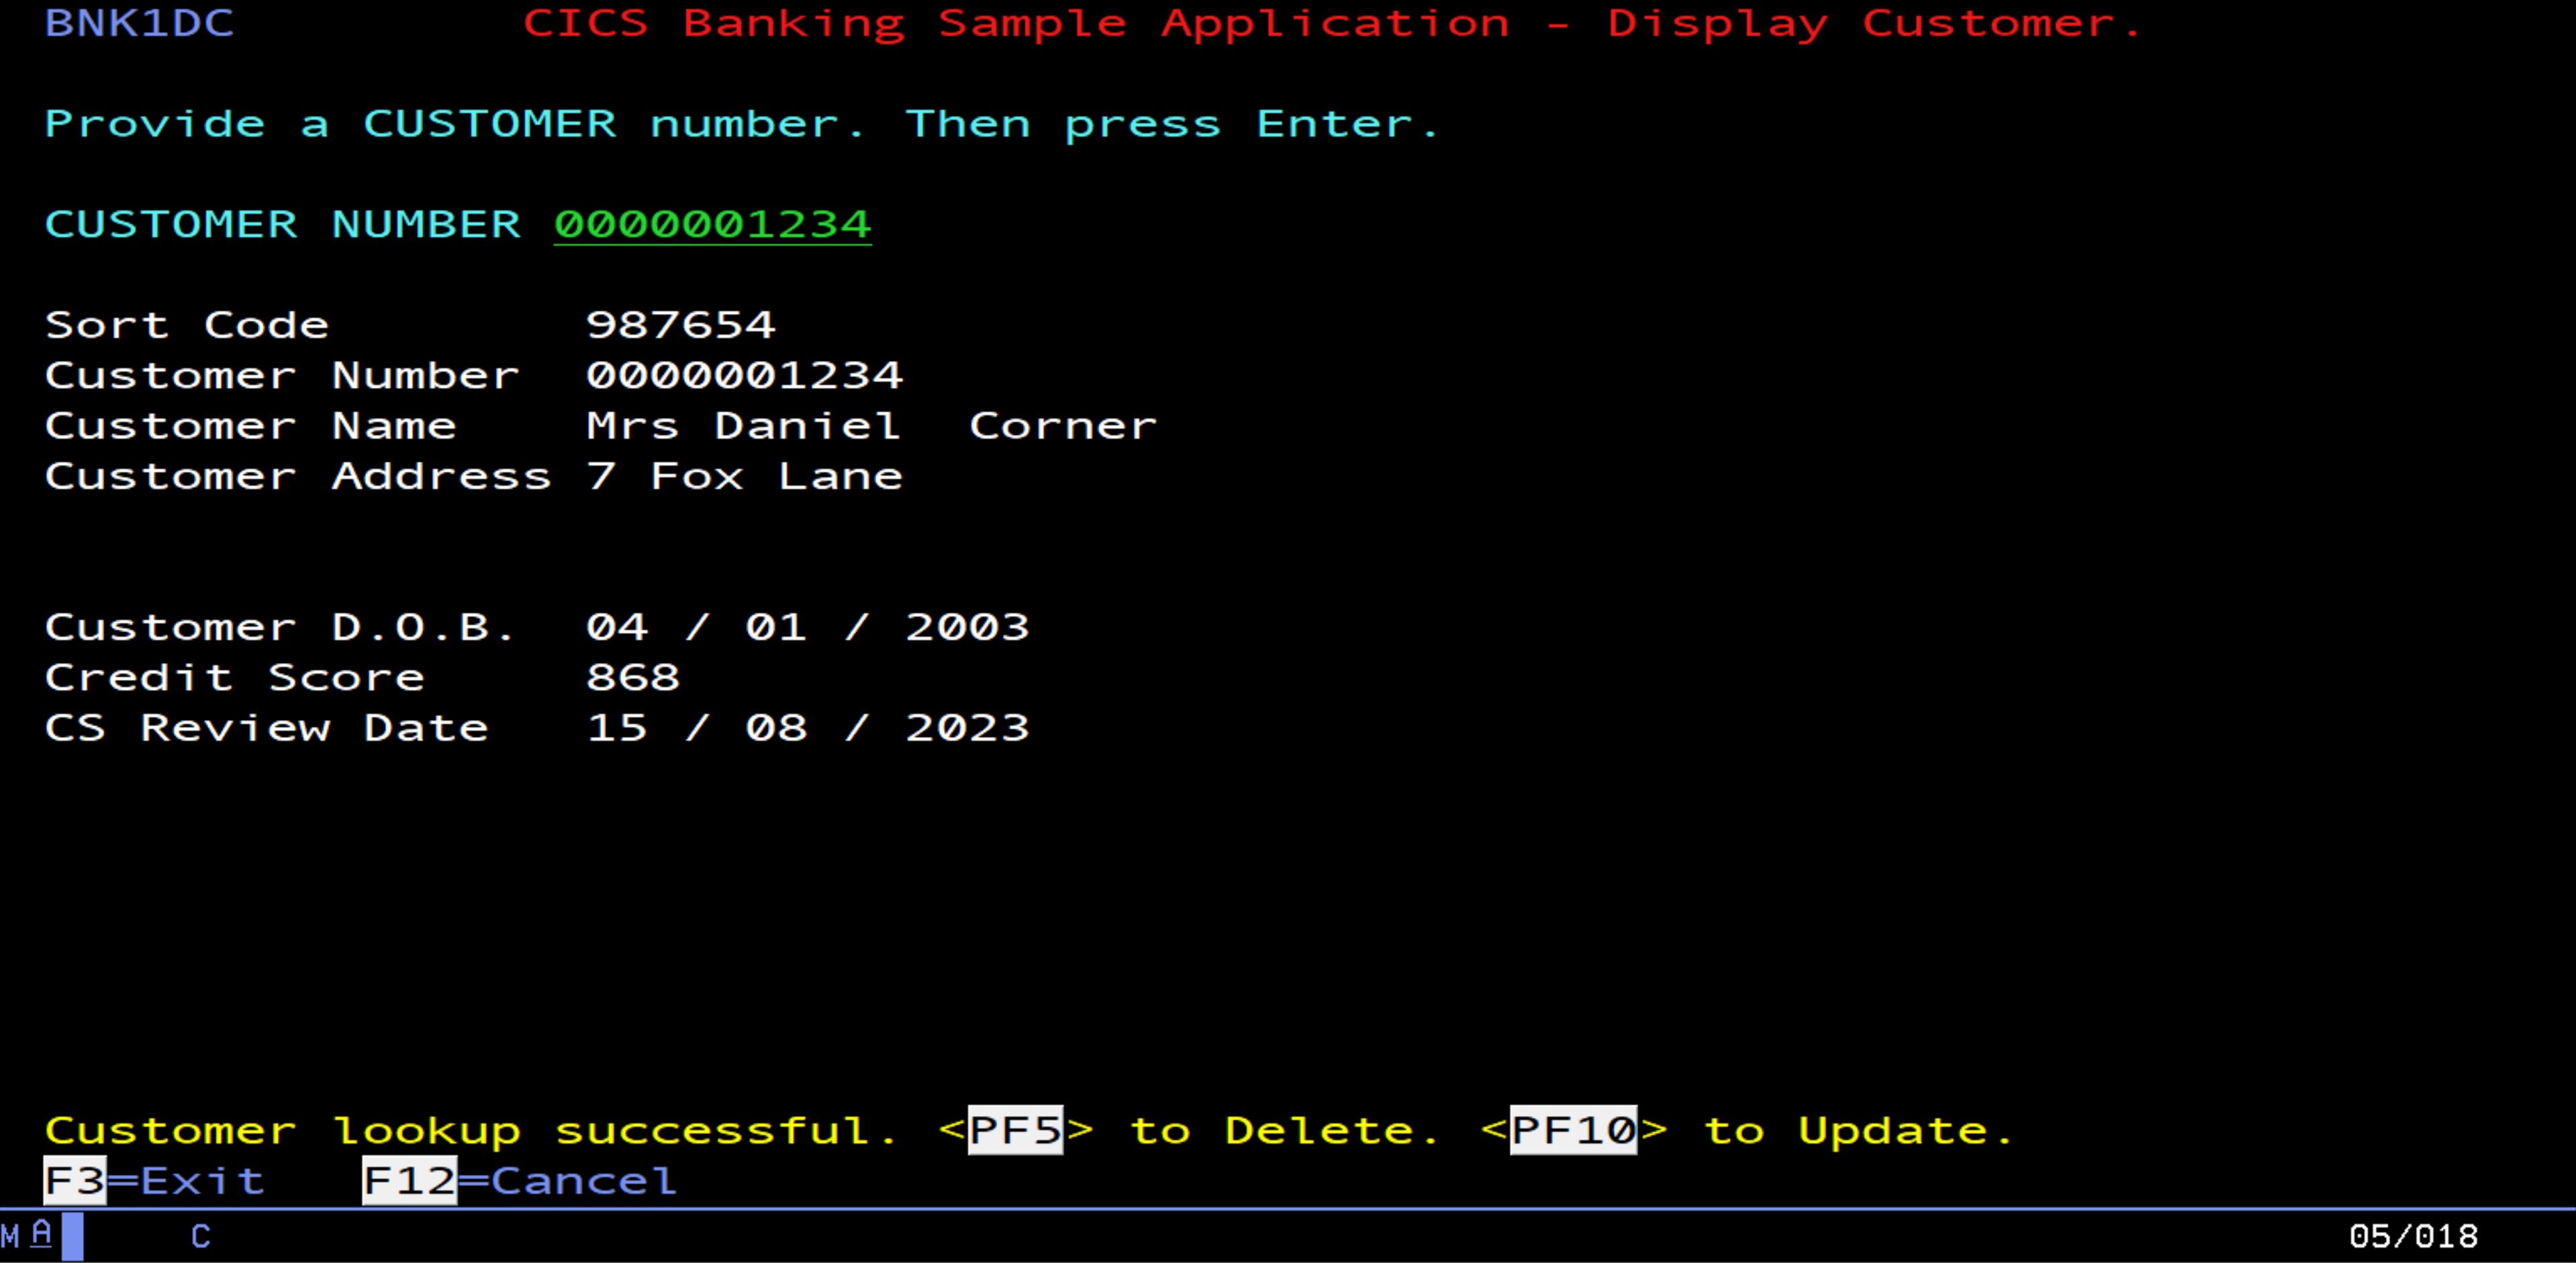 BNK1DC CICS Banking Sample Application - Display Customer.
Provide a CUSTOMER number. Then press Enter.
CUSTOMER NUMBER 0000001234
Sort Code 987654
Customer Number 0000001234
Customer Name Mrs Daniel  Corner
Customer Address 7 Fox Lane
Customer D.O.B. 04 / 01 / 2003
Credit Score 868
CS Review Date 15 / 08 / 2023
Customer lookup successful. <PF5> to Delete. <PF10> to Update.
F3=Exit F12=Cancel
M A C 05/018